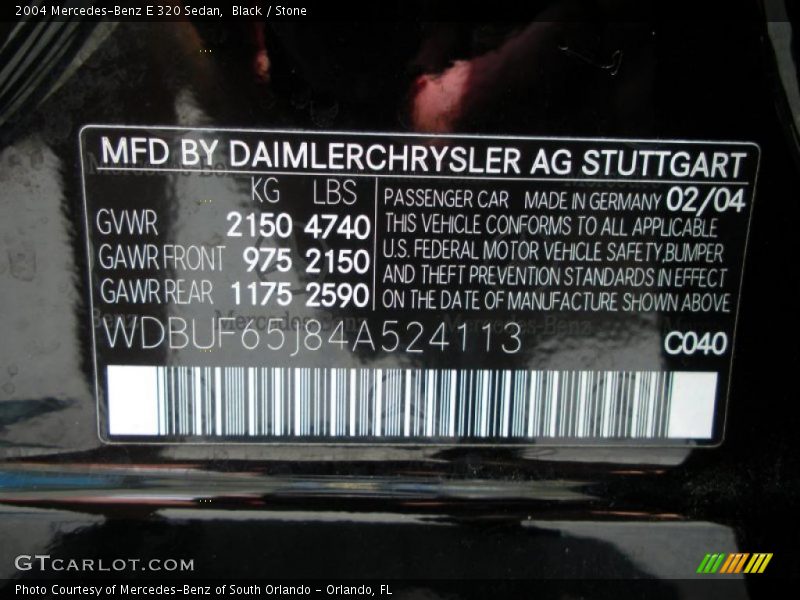 2004 Mercedes-Benz E 320 Sedan,  Black / Stone
MFD BY DAIMLERCHRYSLER AG STUTTGART
KG LBS
GVWR 2150 4740
GAWR FRONT 975 2150
GAWR REAR 1175 2590
PASSENGER CAR MADE IN GERMANY 02/04
THIS VEHICLE CONFORMS TO ALL APPLICABLE
U.S. FEDERAL MOTOR VEHICLE SAFETY,BUMPER
AND THEFT PREVENTION STANDARDS IN EFFECT
ON THE DATE OF MANUFACTURE SHOWN ABOVE
WDBUF65J84A524113 C040
GTCARLOT.COM
Photo Courtesy of Mercedes-Benz of South Orlando - Orlando, FL